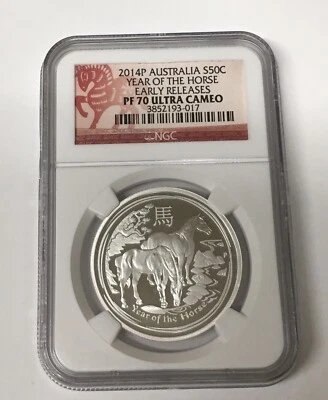 2014P AUSTRALIA S50C
YEAR OF THE HORSE
EARLY RELEASES
PF 70 ULTRA CAMEO
3852193-017
NGC
馬
Year of the Horse